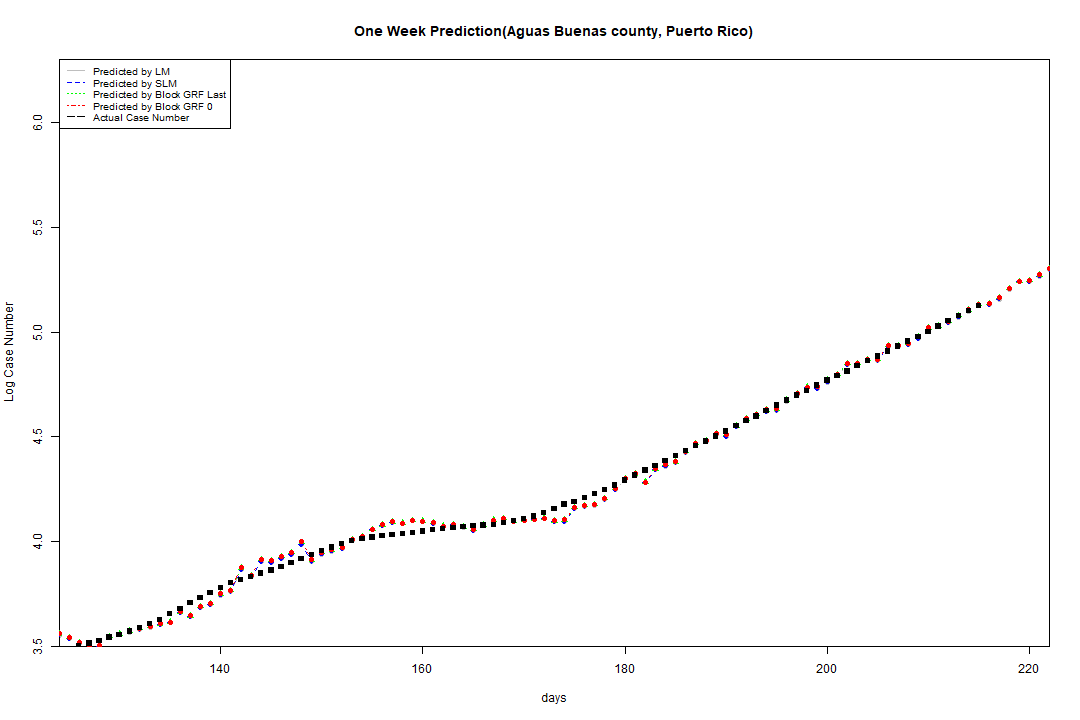 One Week Prediction(Aguas Buenas county, Puerto Rico)
Predicted by LM
Predicted by SLM
Predicted by Block GRF Last
Predicted by Block GRF 0
Actual Case Number
6.0
5.5
5.0
4.5
4.0
3.5
Log Case Number
140 160 180 200 220
days